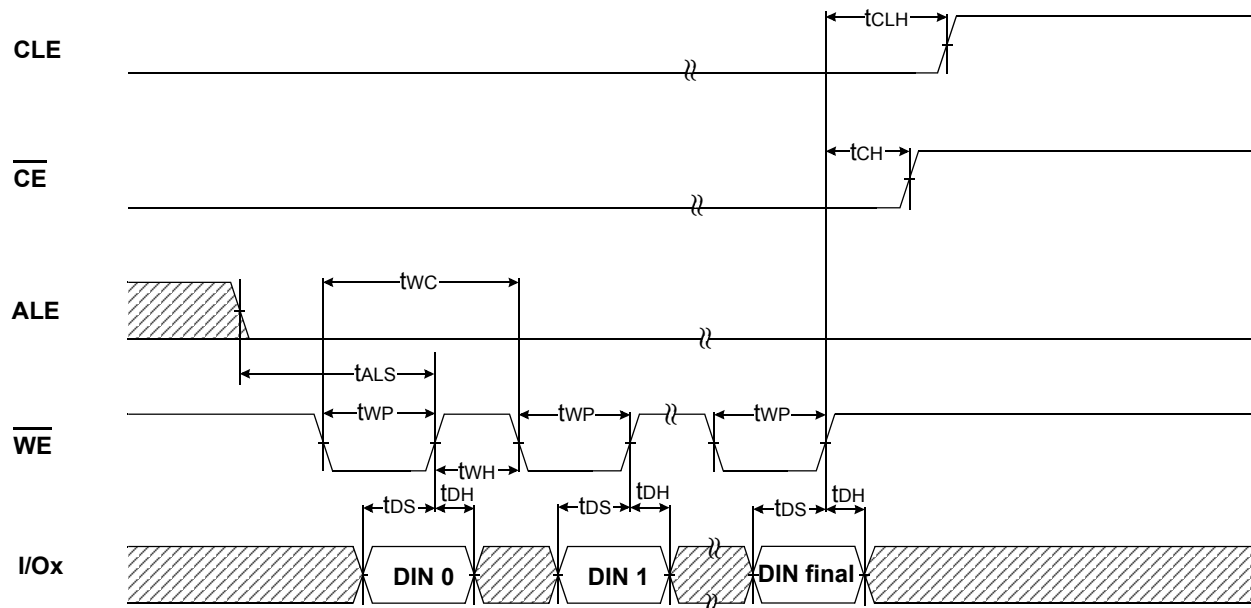 tCLH
CLE
tCH
CE
tWC
ALE
tALS
tWP tWP tWP
WE
tWH
tDS tDH tDS tDH tDS tDH
I/Ox DIN 0 DIN 1 DIN final